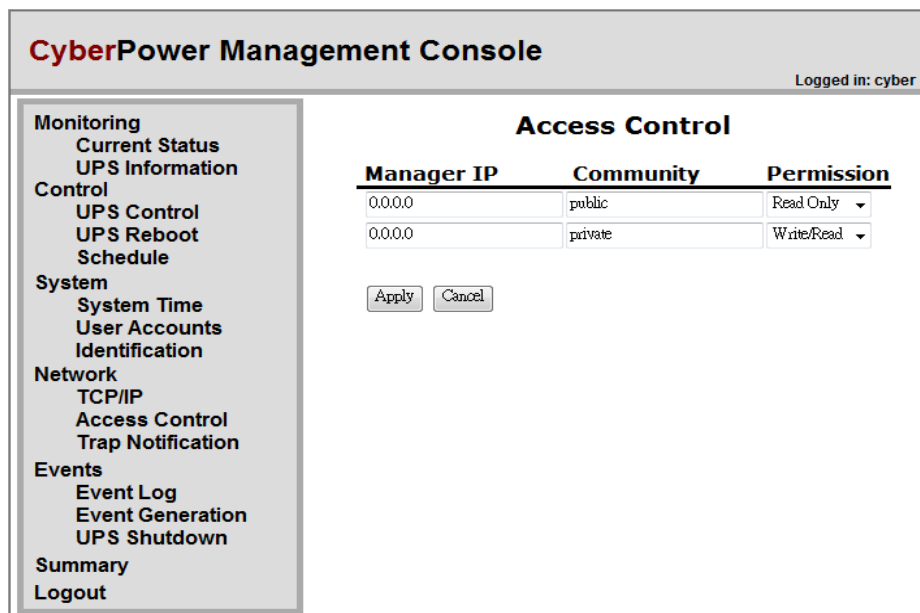 CyberPower Management Console
Logged in: cyber
Monitoring
Current Status
UPS Information
Control
UPS Control
UPS Reboot
Schedule
System
System Time
User Accounts
Identification
Network
TCP/IP
Access Control
Trap Notification
Events
Event Log
Event Generation
UPS Shutdown
Summary
Logout
Access Control
Manager IP Community Permission
0.0.0.0 public Read Only
0.0.0.0 private Write/Read
Apply Cancel